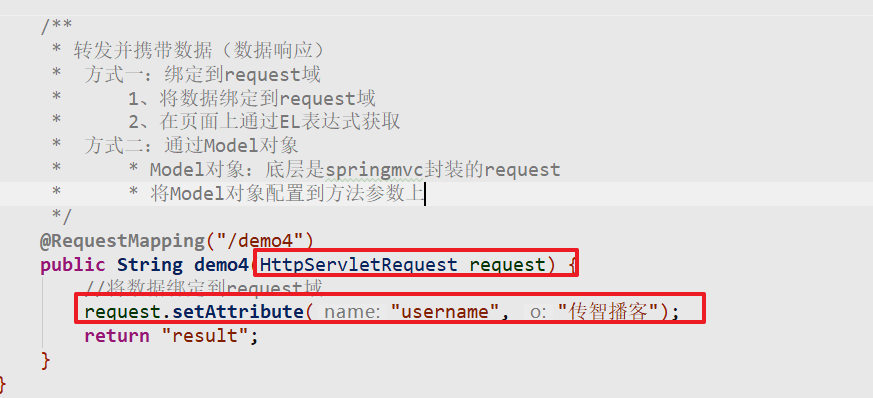 /**
* 转发并携带数据（数据响应）
* 方式一：绑定到request域
* 1、将数据绑定到request域
* 2、在页面上通过EL表达式获取
* 方式二：通过Model对象
* * Model对象：底层是springmvc封装的request
* * 将Model对象配置到方法参数上
*/
@RequestMapping("/demo4")
public String demo4(HttpServletRequest request) {
//将数据绑定到request域
request.setAttribute( name: "username", o: "传智播客");
return "result";
}
}